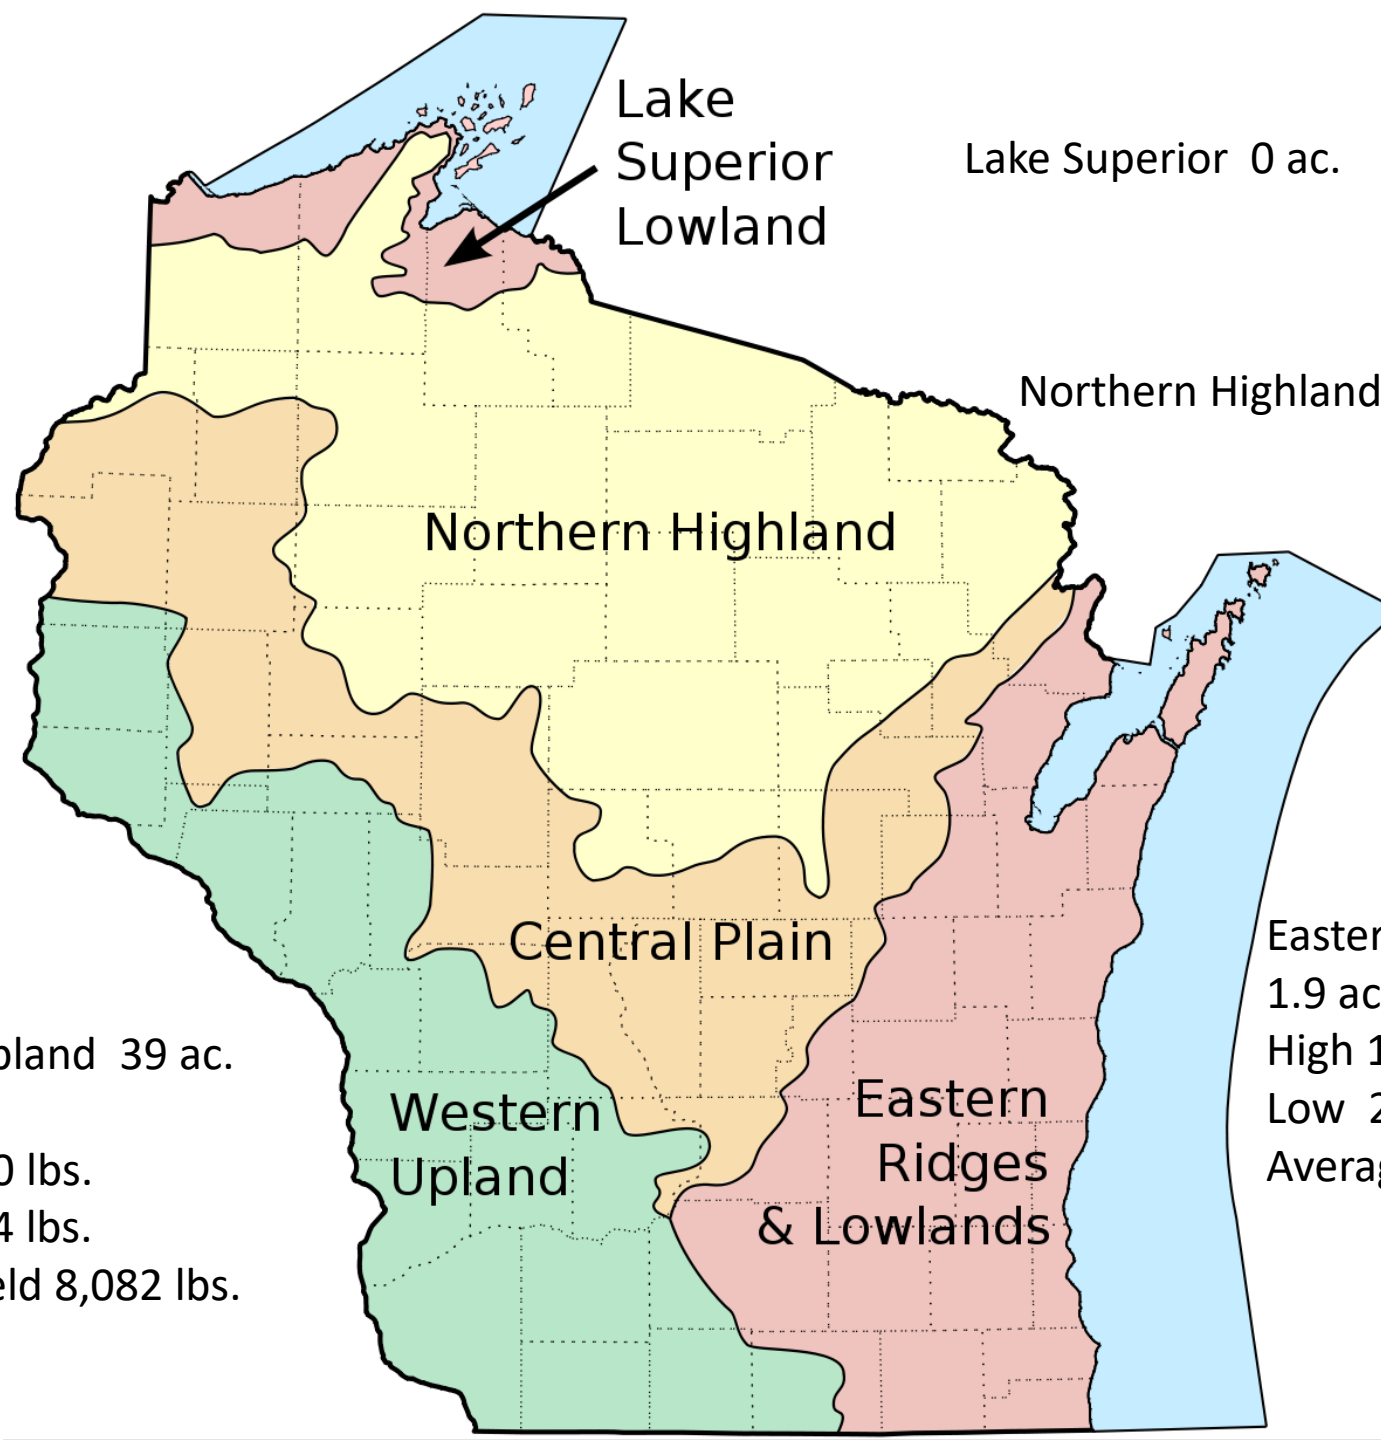 Lake
Superior
Lowland
Lake Superior 0 ac.
Northern Highland
Northern Highland
Central Plain
Easter
1.9 ac
High 1
Low 2
Averag
pland 39 ac.
0 lbs.
4 lbs.
eld 8,082 lbs.
Western
Upland
Eastern
Ridges
& Lowlands